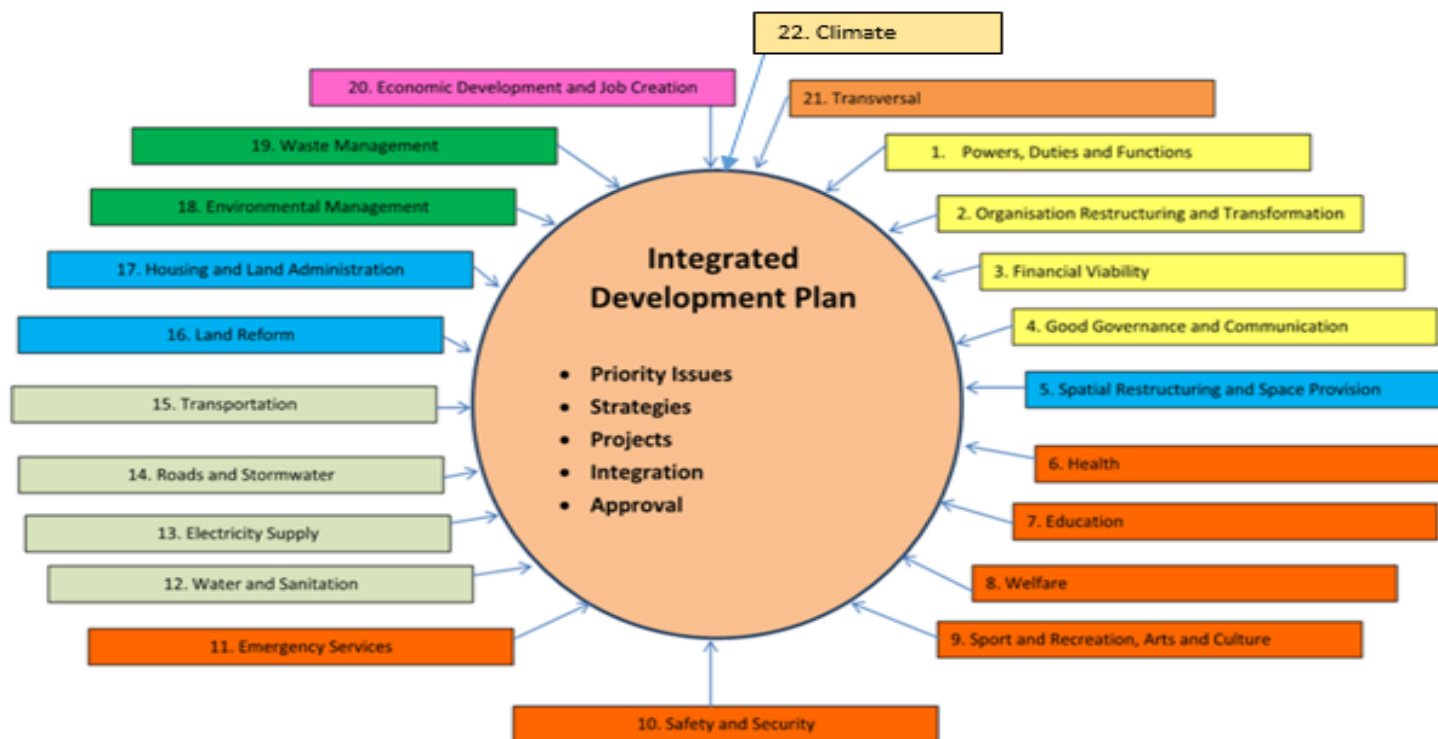 22. Climate
20. Economic Development and Job Creation
21. Transversal
19. Waste Management
1. Powers, Duties and Functions
18. Environmental Management
2. Organisation Restructuring and Transformation
17. Housing and Land Administration
3. Financial Viability
16. Land Reform
4. Good Governance and Communication
15. Transportation
5. Spatial Restructuring and Space Provision
14. Roads and Stormwater
6. Health
13. Electricity Supply
7. Education
12. Water and Sanitation
8. Welfare
11. Emergency Services
9. Sport and Recreation, Arts and Culture
10. Safety and Security
Integrated
Development Plan
• Priority Issues
• Strategies
• Projects
• Integration
• Approval